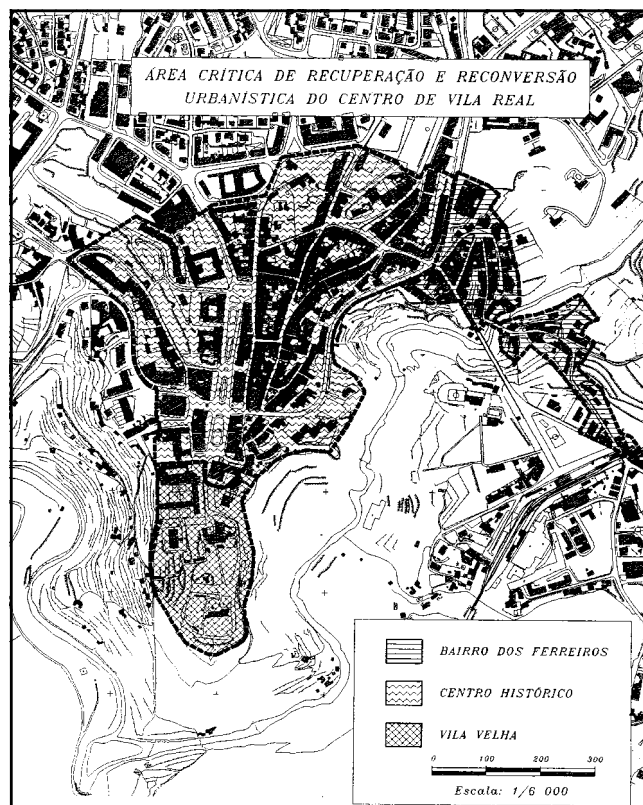 ÁREA CRÍTICA DE RECUPERAÇÃO E RECONVERSÃO
URBANÍSTICA DO CENTRO DE VILA REAL
BAIRRO DOS FERREIROS
CENTRO HISTÓRICO
VILA VELHA
0 100 200 300
Escala: 1/6 000